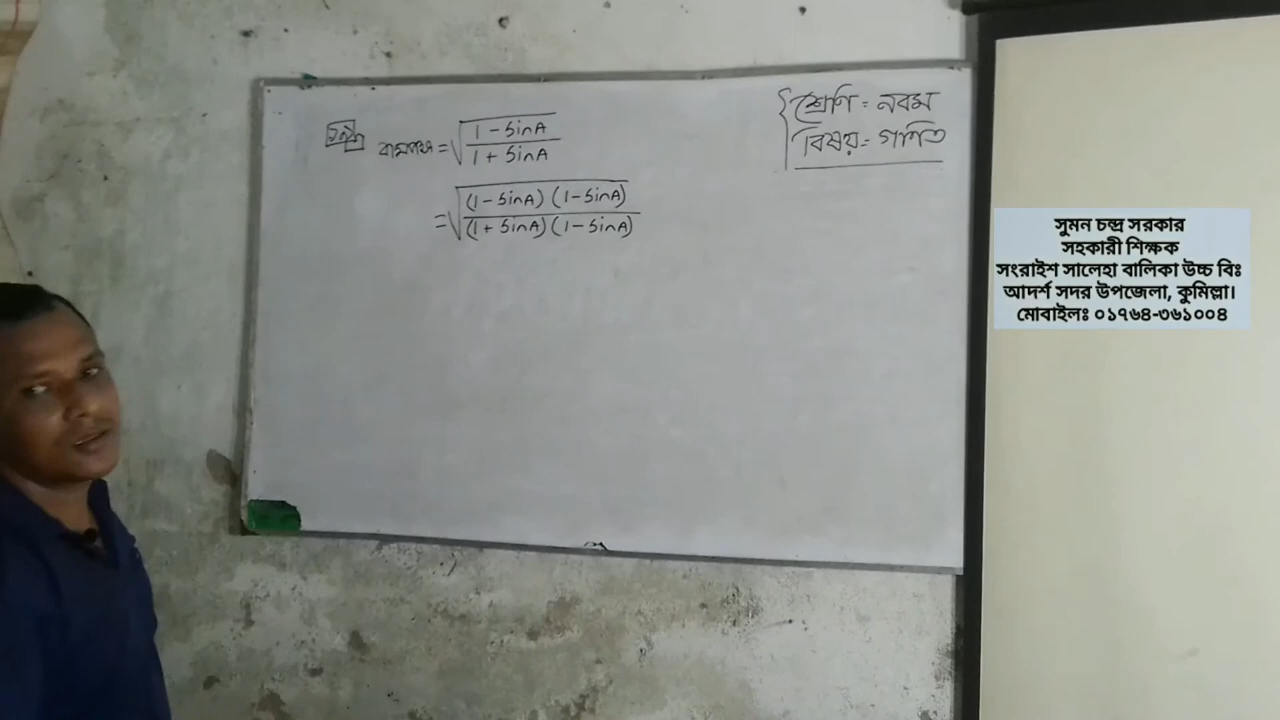 বামপক্ষ = √(1 - SinA / 1 + SinA)
= √((1 - SinA) (1 - SinA) / (1 + SinA) (1 - SinA))
শ্রেণি = নবম
বিষয় = গণিত
সুমন চন্দ্র সরকার
সহকারী শিক্ষক
সংরাইশ সালেহা বালিকা উচ্চ বিঃ
আদর্শ সদর উপজেলা, কুমিল্লা।
মোবাইলঃ ০১৭৬৪-৩৬১০০৪